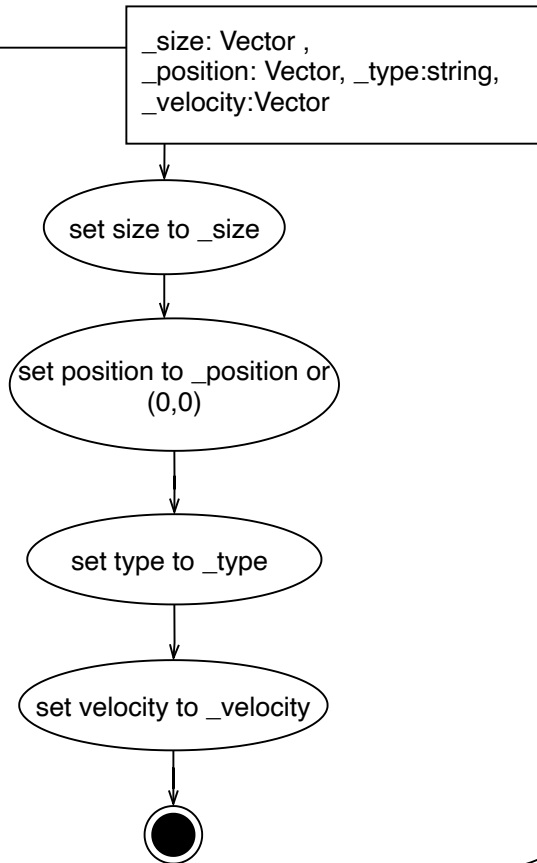 _size: Vector ,
_position: Vector, _type:string,
_velocity:Vector
set size to _size
set position to _position or
(0,0)
set type to _type
set velocity to _velocity